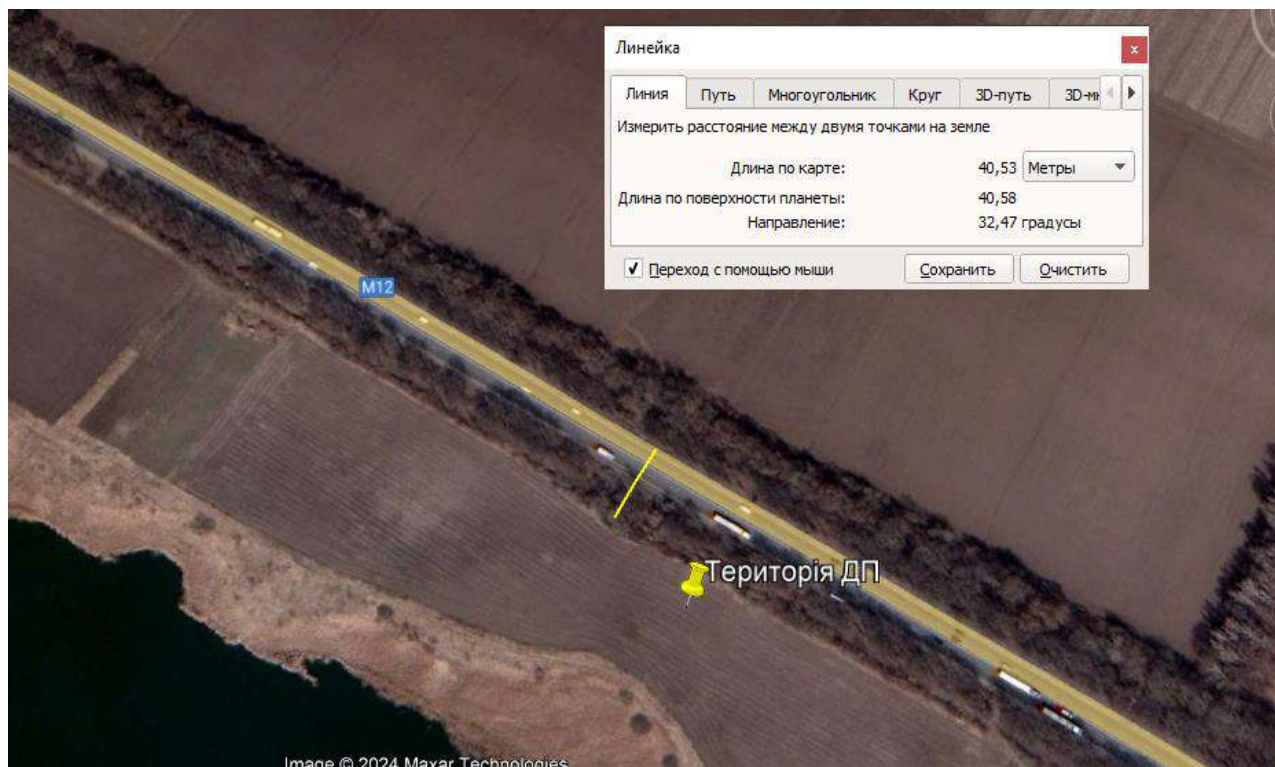 Линейка
x
Линия Путь Многоугольник Круг 3D-путь
Измерить расстояние между двумя точками на земле
Длина по карте: 40,53 Метры
Длина по поверхности планеты: 40,58
Направление: 32,47 градусы
Переход с помощью мыши Сохранить Очистить
M12
Територія ДП
Image © 2024 Maxar Technologies